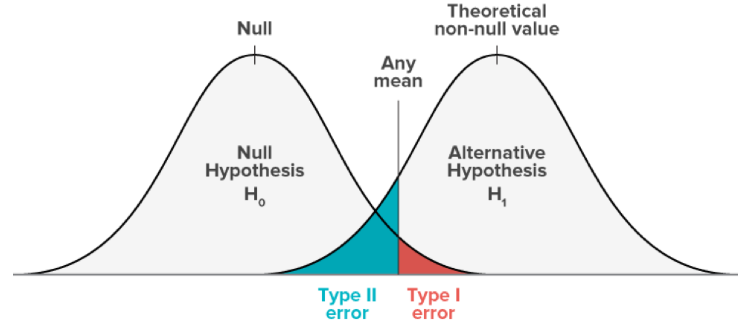 Null
Theoretical
non-null value
Any
mean
Null
Hypothesis
H₀
Alternative
Hypothesis
H₁
Type II
error
Type I
error